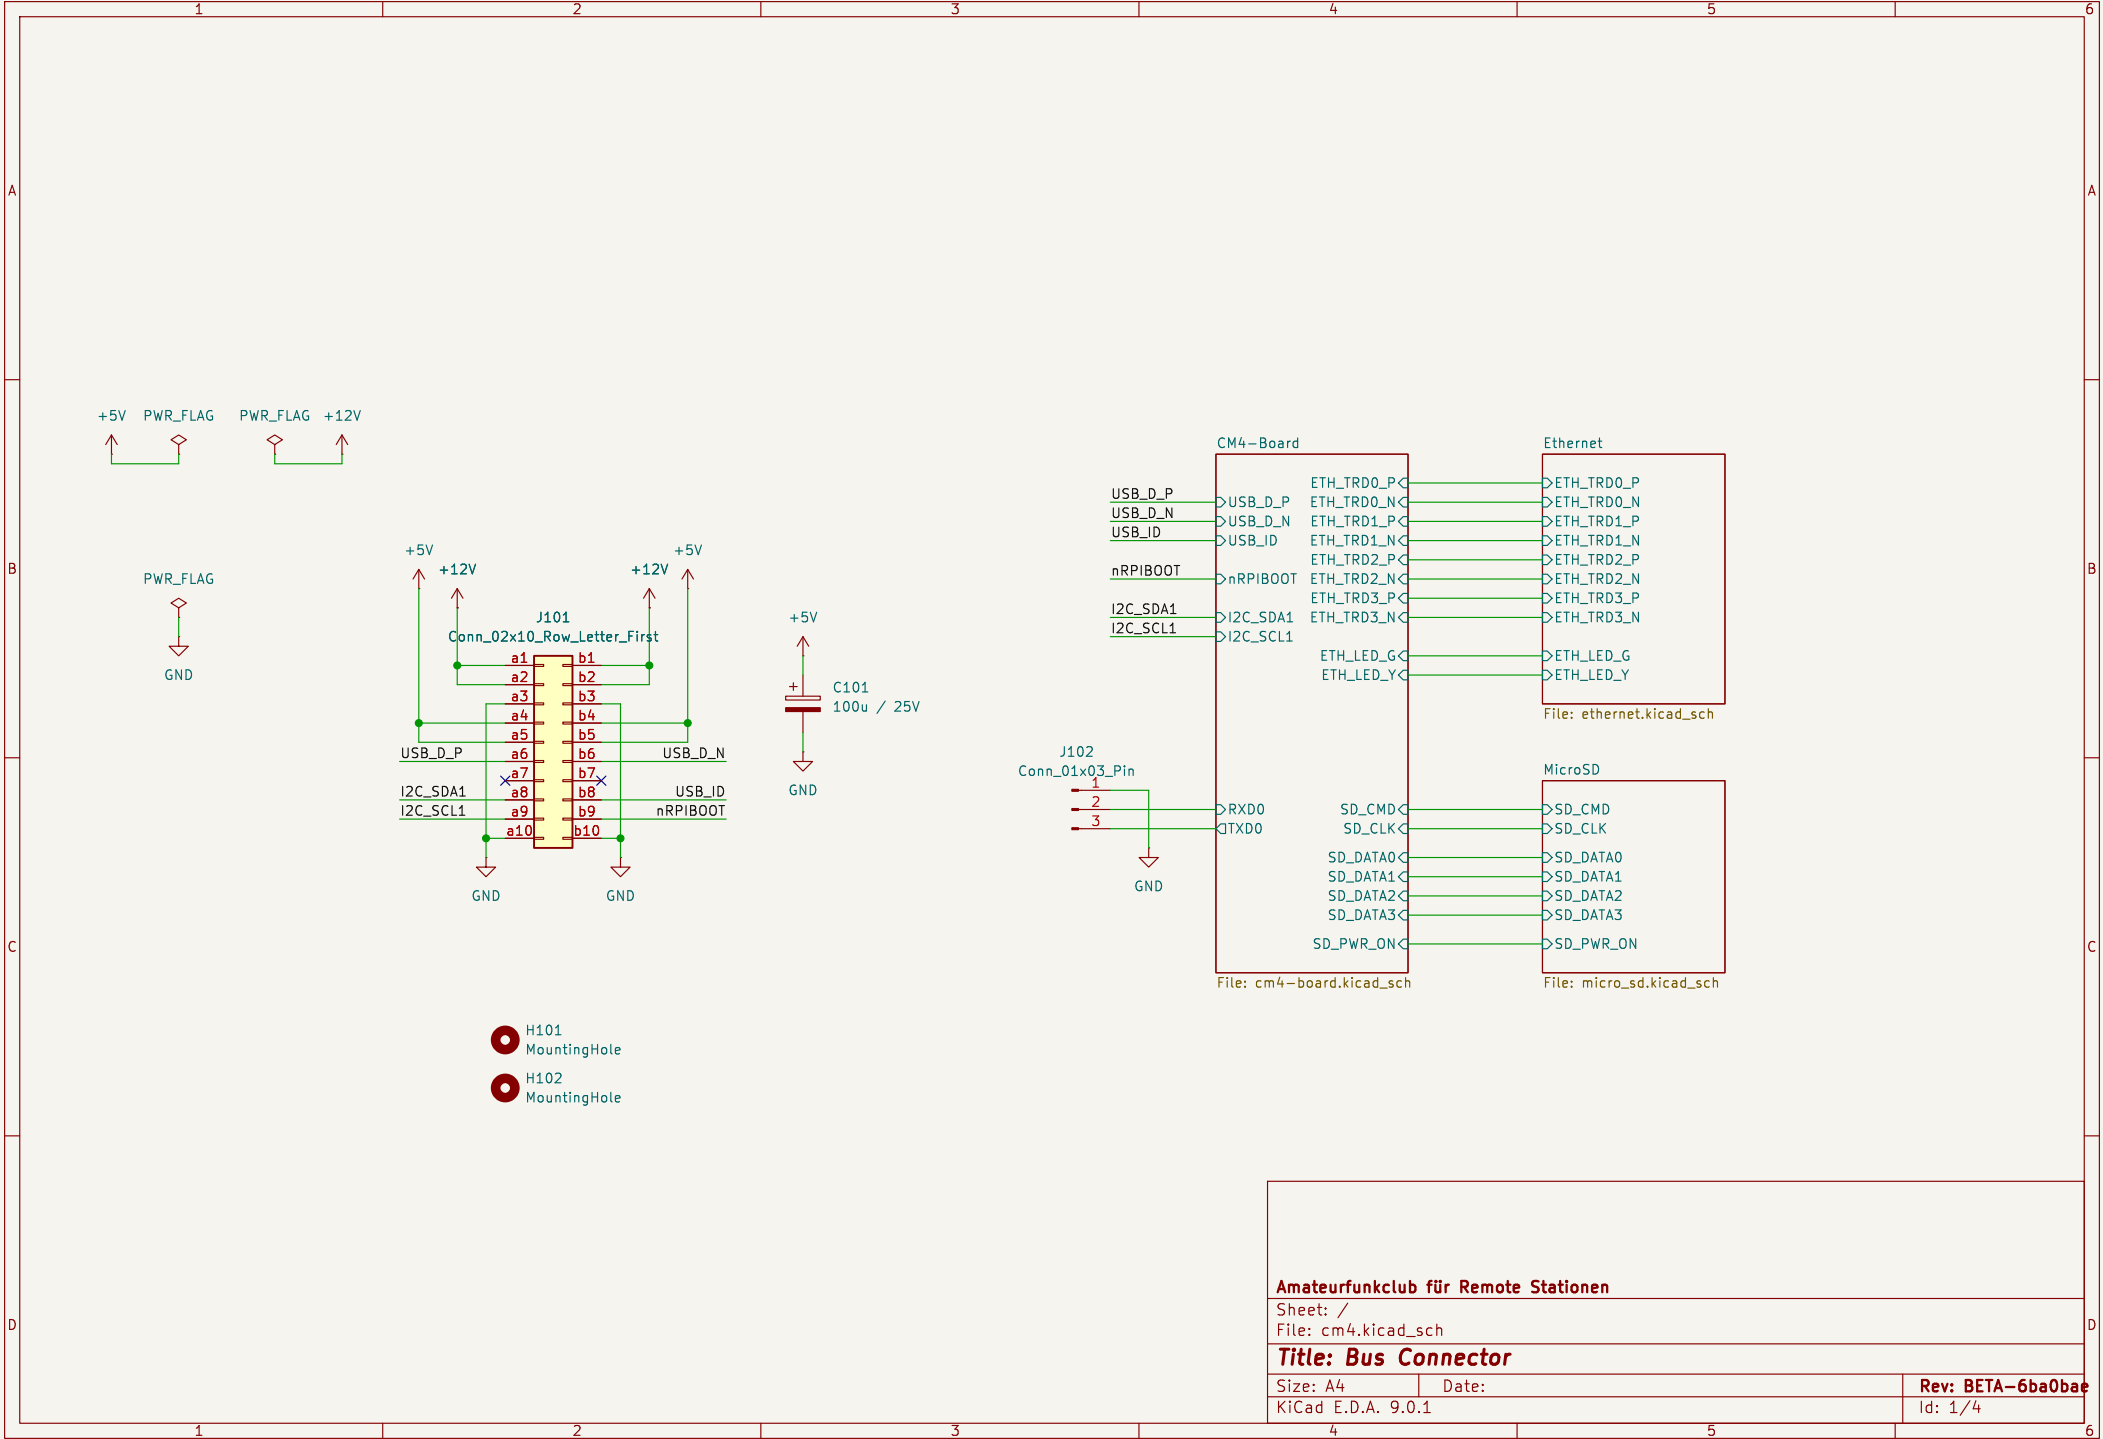 1 2 3 4 5 6
A A
B B
C C
D D
+5V PWR_FLAG PWR_FLAG +12V
PWR_FLAG
GND
+5V +5V
+12V +12V
J101
Conn_02x10_Row_Letter_First
a1 b1
a2 b2
a3 b3
a4 b4
a5 b5
USB_D_P a6 b6 USB_D_N
a7 b7
I2C_SDA1 a8 b8 USB_ID
I2C_SCL1 a9 b9 nRPIBOOT
a10 b10
GND GND
+5V
+
C101
100u / 25V
GND
H101
MountingHole
H102
MountingHole
J102
Conn_01x03_Pin
1
2
3
GND
CM4-Board
USB_D_P
USB_D_N
USB_ID
nRPIBOOT
I2C_SDA1
I2C_SCL1
USB_D_P
USB_D_N
USB_ID
nRPIBOOT
I2C_SDA1
I2C_SCL1
RXD0
TXD0
ETH_TRD0_P
ETH_TRD0_N
ETH_TRD1_P
ETH_TRD1_N
ETH_TRD2_P
ETH_TRD2_N
ETH_TRD3_P
ETH_TRD3_N
ETH_LED_G
ETH_LED_Y
SD_CMD
SD_CLK
SD_DATA0
SD_DATA1
SD_DATA2
SD_DATA3
SD_PWR_ON
File: cm4-board.kicad_sch
Ethernet
ETH_TRD0_P
ETH_TRD0_N
ETH_TRD1_P
ETH_TRD1_N
ETH_TRD2_P
ETH_TRD2_N
ETH_TRD3_P
ETH_TRD3_N
ETH_LED_G
ETH_LED_Y
File: ethernet.kicad_sch
MicroSD
SD_CMD
SD_CLK
SD_DATA0
SD_DATA1
SD_DATA2
SD_DATA3
SD_PWR_ON
File: micro_sd.kicad_sch
Amateurfunkclub für Remote Stationen
Sheet: /
File: cm4.kicad_sch
Title: Bus Connector
Size: A4 Date: Rev: BETA-6ba0bae
KiCad E.D.A. 9.0.1 Id: 1/4
1 2 3 4 5 6